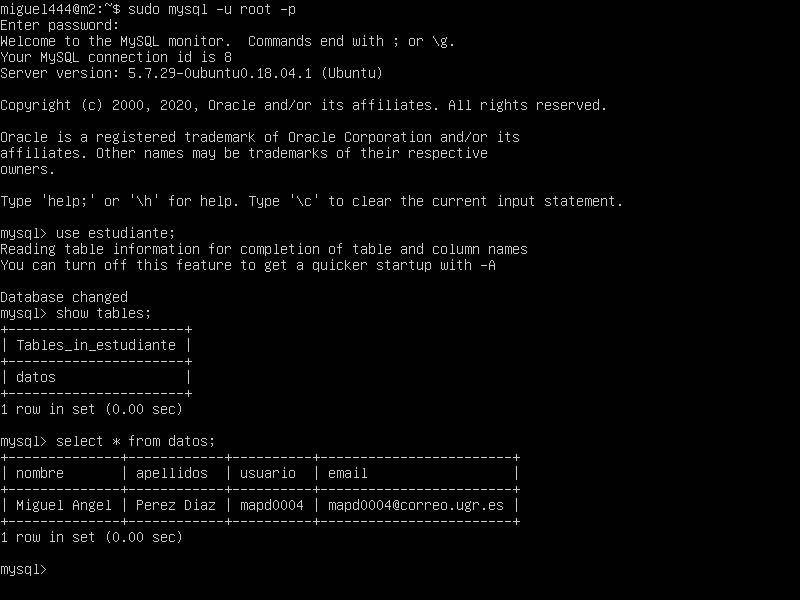 miguel444@m2:~$ sudo mysql -u root -p
Enter password:
Welcome to the MySQL monitor.  Commands end with ; or \g.
Your MySQL connection id is 8
Server version: 5.7.29-0ubuntu0.18.04.1 (Ubuntu)

Copyright (c) 2000, 2020, Oracle and/or its affiliates. All rights reserved.

Oracle is a registered trademark of Oracle Corporation and/or its
affiliates. Other names may be trademarks of their respective
owners.

Type 'help;' or '\h' for help. Type '\c' to clear the current input statement.

mysql> use estudiante;
Reading table information for completion of table and column names
You can turn off this feature to get a quicker startup with -A

Database changed
mysql> show tables;
+----------------------+
| Tables_in_estudiante |
+----------------------+
| datos                |
+----------------------+
1 row in set (0.00 sec)

mysql> select * from datos;
+--------------+------------+----------+------------------------+
| nombre       | apellidos  | usuario  | email                  |
+--------------+------------+----------+------------------------+
| Miguel Angel | Perez Diaz | mapd0004 | mapd0004@correo.ugr.es |
+--------------+------------+----------+------------------------+
1 row in set (0.00 sec)

mysql>